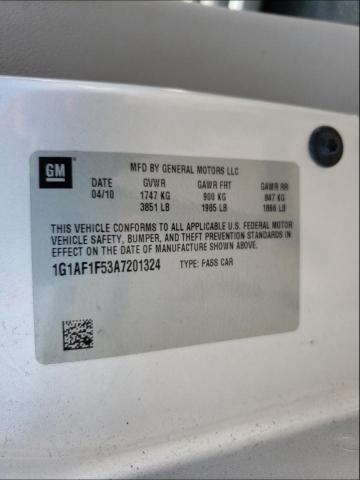 GM
MFD BY GENERAL MOTORS LLC
DATE GVWR GAWR FRT GAWR RR
04/10 1747 KG 900 KG 847 KG
3851 LB 1985 LB 1866 LB
THIS VEHICLE CONFORMS TO ALL APPLICABLE U.S. FEDERAL MOTOR
VEHICLE SAFETY, BUMPER, AND THEFT PREVENTION STANDARDS IN
EFFECT ON THE DATE OF MANUFACTURE SHOWN ABOVE.
1G1AF1F53A7201324 TYPE: PASS CAR